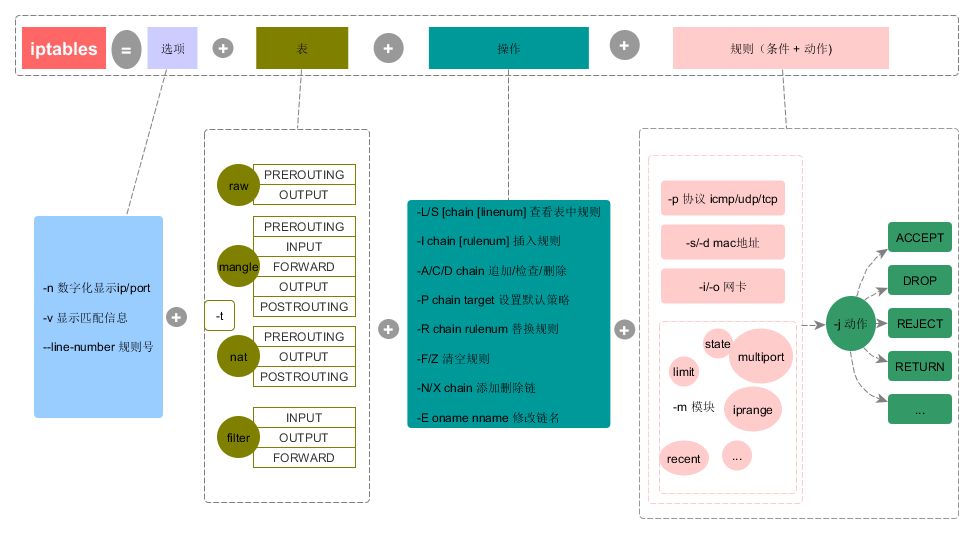 iptables = 选项 + 表 + 操作 + 规则（条件 + 动作)
-n 数字化显示ip/port
-v 显示匹配信息
--line-number 规则号
+
-t
raw
PREROUTING
OUTPUT
mangle
PREROUTING
INPUT
FORWARD
OUTPUT
POSTROUTING
nat
PREROUTING
OUTPUT
POSTROUTING
filter
INPUT
OUTPUT
FORWARD
+
-L/S [chain [linenum] 查看表中规则
-I chain [rulenum] 插入规则
-A/C/D chain 追加/检查/删除
-P chain target 设置默认策略
-R chain rulenum 替换规则
-F/Z 清空规则
-N/X chain 添加删除链
-E oname nname 修改链名
+
-p 协议 icmp/udp/tcp
-s/-d mac地址
-i/-o 网卡
state
multiport
limit
-m 模块
iprange
recent
...
-j 动作
ACCEPT
DROP
REJECT
RETURN
...